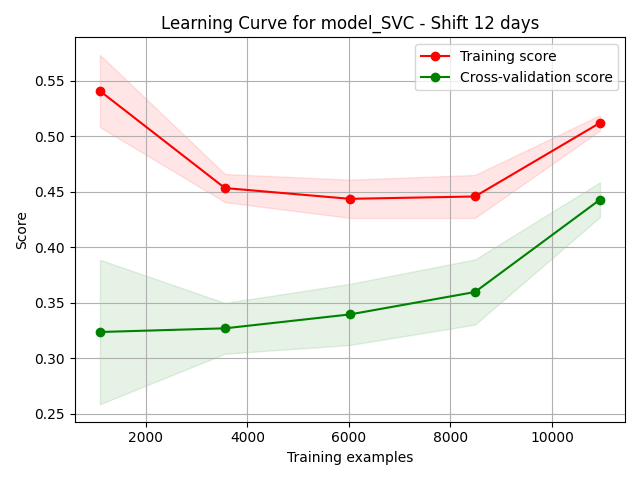 Learning Curve for model_SVC - Shift 12 days
Training score
Cross-validation score
Score
0.55
0.50
0.45
0.40
0.35
0.30
0.25
2000 4000 6000 8000 10000
Training examples